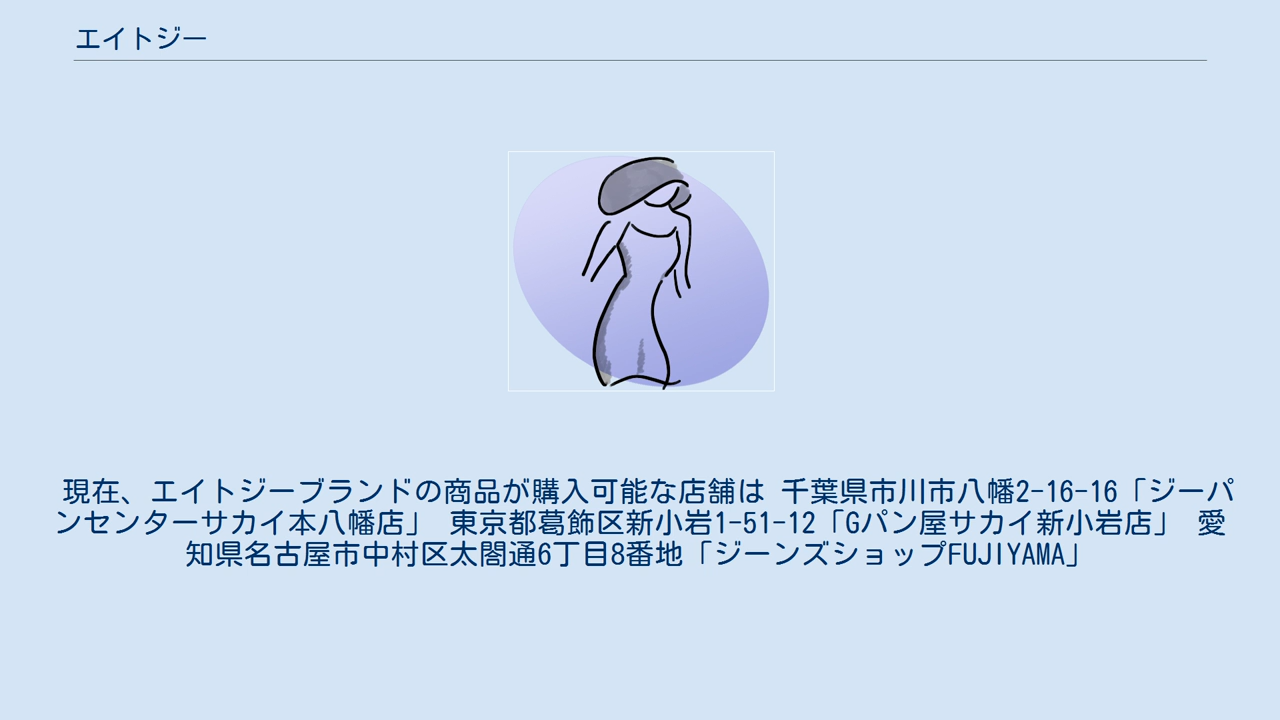 エイトジー
現在、エイトジーブランドの商品が購入可能な店舗は 千葉県市川市八幡2-16-16「ジーパ
ンセンターサカイ本八幡店」 東京都葛飾区新小岩1-51-12「Gパン屋サカイ新小岩店」 愛
知県名古屋市中村区太閤通6丁目8番地「ジーンズショップFUJIYAMA」